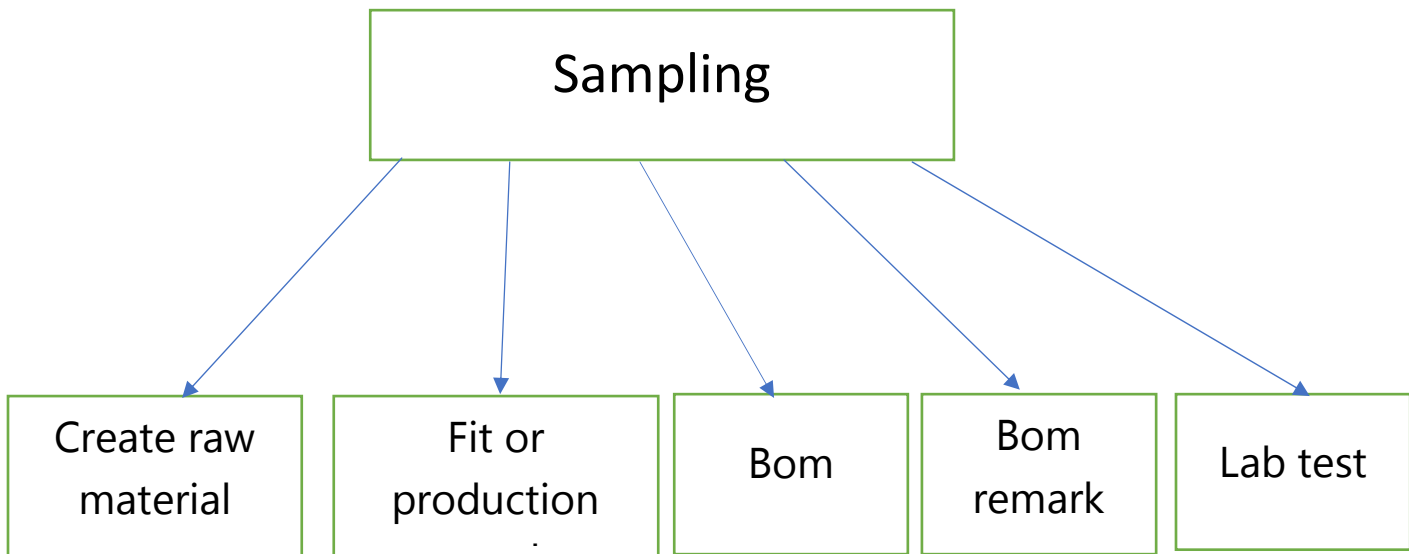 Sampling
Create raw
material
Fit or
production
Bom
Bom
remark
Lab test